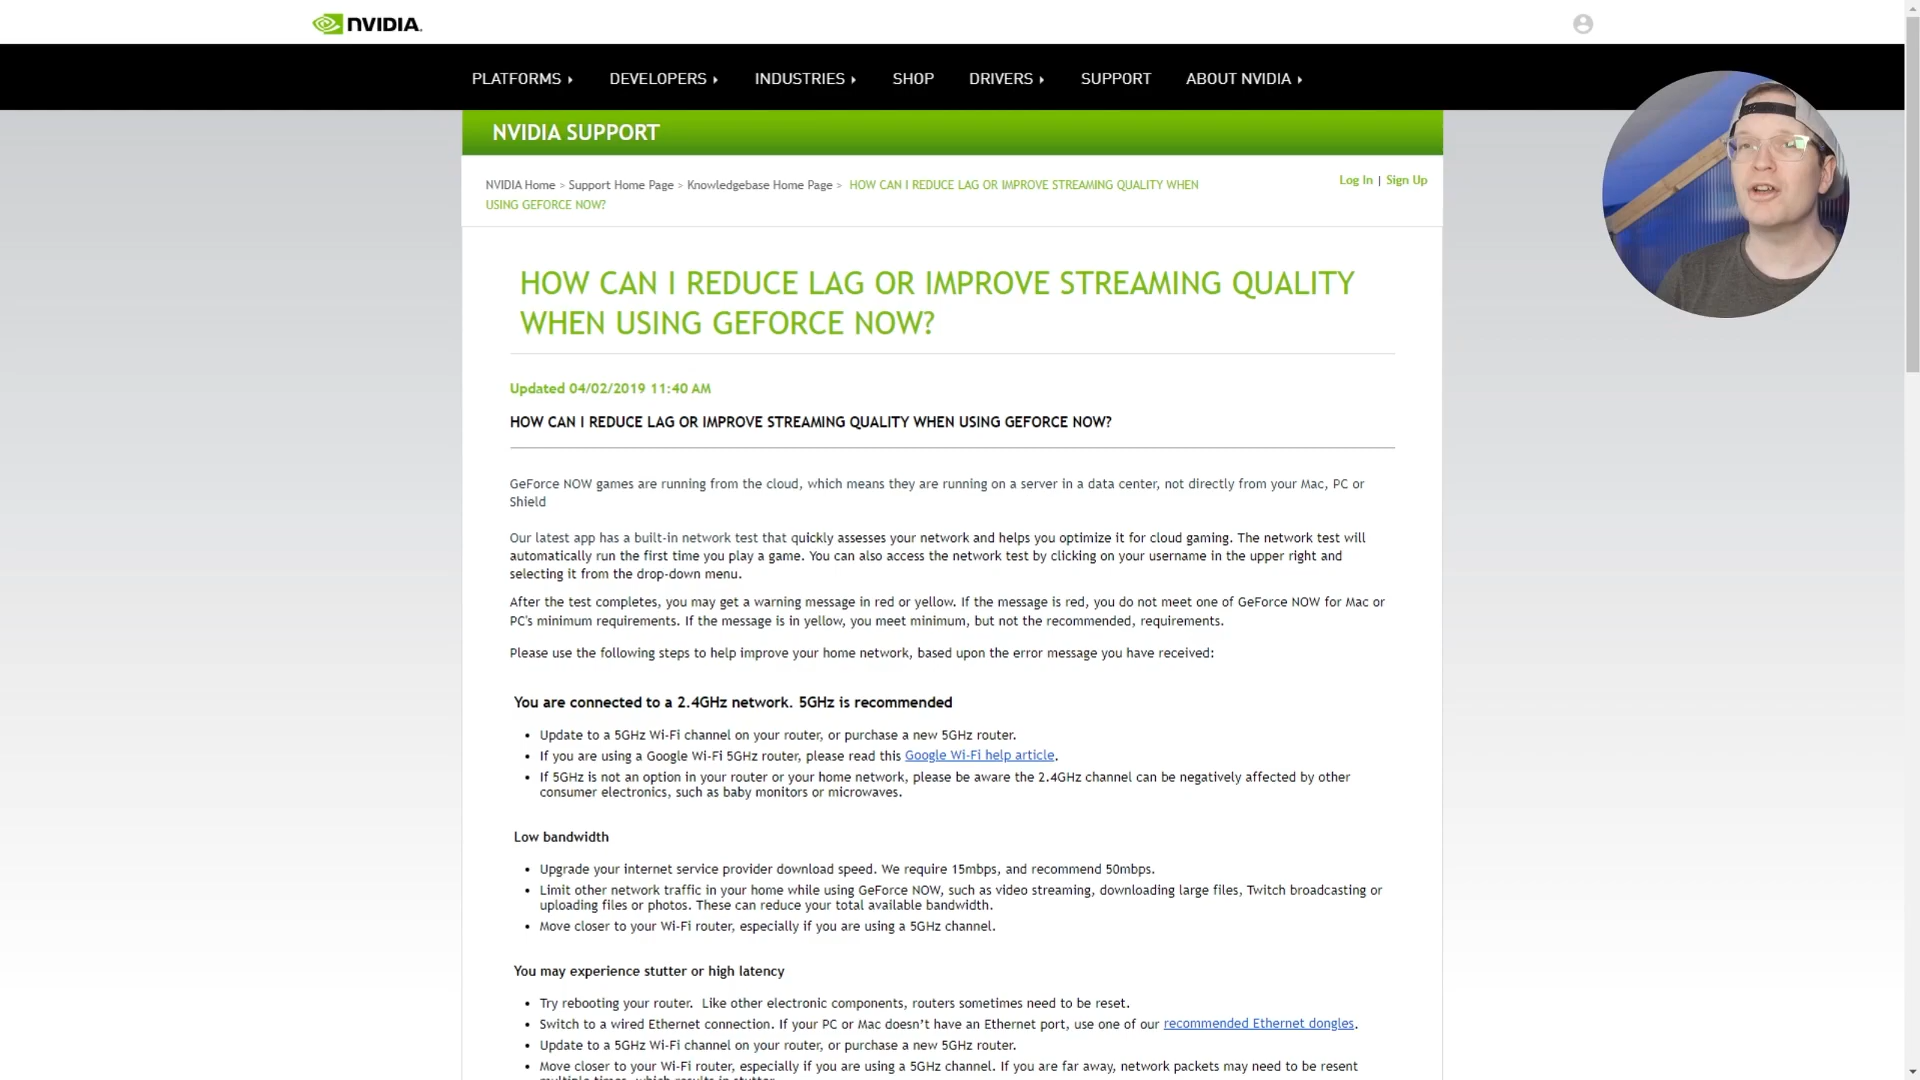 NVIDIA.
PLATFORMS DEVELOPERS INDUSTRIES SHOP DRIVERS SUPPORT ABOUT NVIDIA
NVIDIA SUPPORT
NVIDIA Home > Support Home Page > Knowledgebase Home Page > HOW CAN I REDUCE LAG OR IMPROVE STREAMING QUALITY WHEN
USING GEFORCE NOW?
Log In | Sign Up
HOW CAN I REDUCE LAG OR IMPROVE STREAMING QUALITY
WHEN USING GEFORCE NOW?
Updated 04/02/2019 11:40 AM
HOW CAN I REDUCE LAG OR IMPROVE STREAMING QUALITY WHEN USING GEFORCE NOW?
GeForce NOW games are running from the cloud, which means they are running on a server in a data center, not directly from your Mac, PC or
Shield
Our latest app has a built-in network test that quickly assesses your network and helps you optimize it for cloud gaming. The network test will
automatically run the first time you play a game. You can also access the network test by clicking on your username in the upper right and
selecting it from the drop-down menu.
After the test completes, you may get a warning message in red or yellow. If the message is red, you do not meet one of GeForce NOW for Mac or
PC's minimum requirements. If the message is in yellow, you meet minimum, but not the recommended, requirements.
Please use the following steps to help improve your home network, based upon the error message you have received:
You are connected to a 2.4GHz network. 5GHz is recommended
• Update to a 5GHz Wi-Fi channel on your router, or purchase a new 5GHz router.
• If you are using a Google Wi-Fi 5GHz router, please read this Google Wi-Fi help article.
• If 5GHz is not an option in your router or your home network, please be aware the 2.4GHz channel can be negatively affected by other
consumer electronics, such as baby monitors or microwaves.
Low bandwidth
• Upgrade your internet service provider download speed. We require 15mbps, and recommend 50mbps.
• Limit other network traffic in your home while using GeForce NOW, such as video streaming, downloading large files, Twitch broadcasting or
uploading files or photos. These can reduce your total available bandwidth.
• Move closer to your Wi-Fi router, especially if you are using a 5GHz channel.
You may experience stutter or high latency
• Try rebooting your router.  Like other electronic components, routers sometimes need to be reset.
• Switch to a wired Ethernet connection. If your PC or Mac doesn't have an Ethernet port, use one of our recommended Ethernet dongles.
• Update to a 5GHz Wi-Fi channel on your router, or purchase a new 5GHz router.
• Move closer to your Wi-Fi router, especially if you are using a 5GHz channel. If you are far away, network packets may need to be resent
multiple times, which results in stutter.